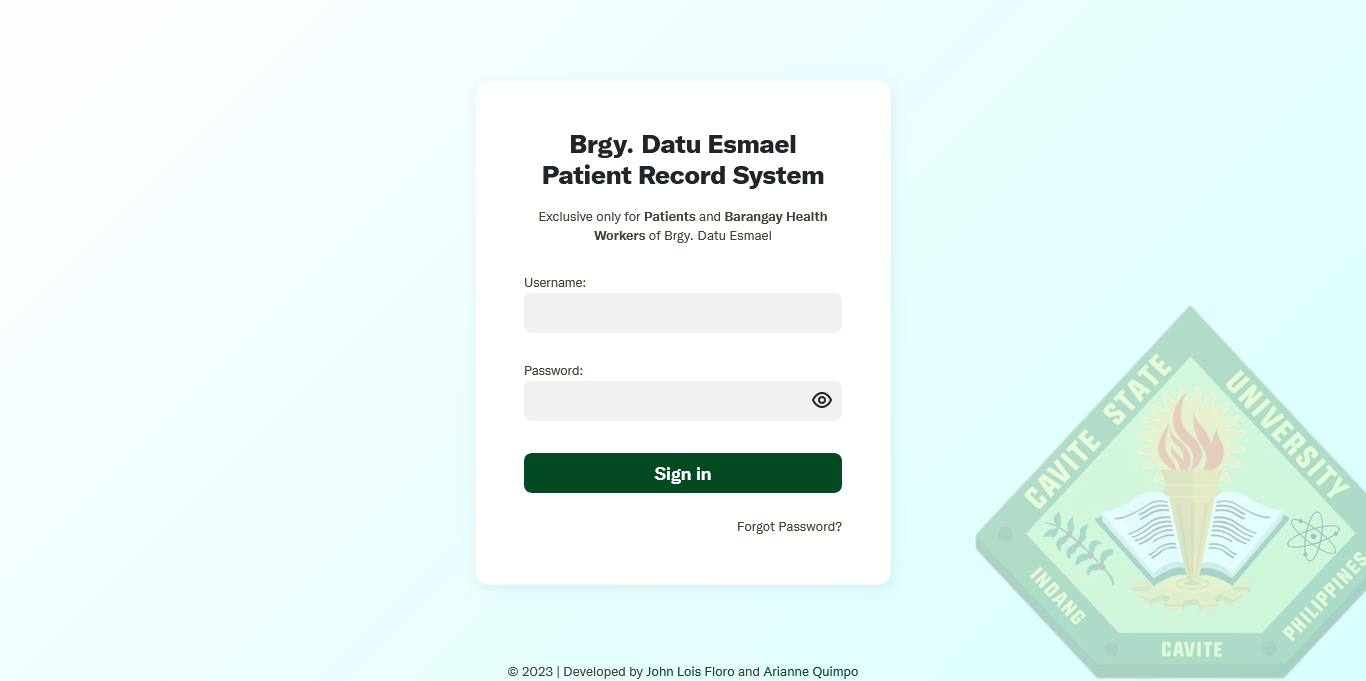 Brgy. Datu Esmael
Patient Record System
Exclusive only for Patients and Barangay Health
Workers of Brgy. Datu Esmael
Username:
Password:
Sign in
Forgot Password?
CAVITE STATE UNIVERSITY
INDANG
CAVITE
PHILIPPINES
© 2023 | Developed by John Lois Floro and Arianne Quimpo